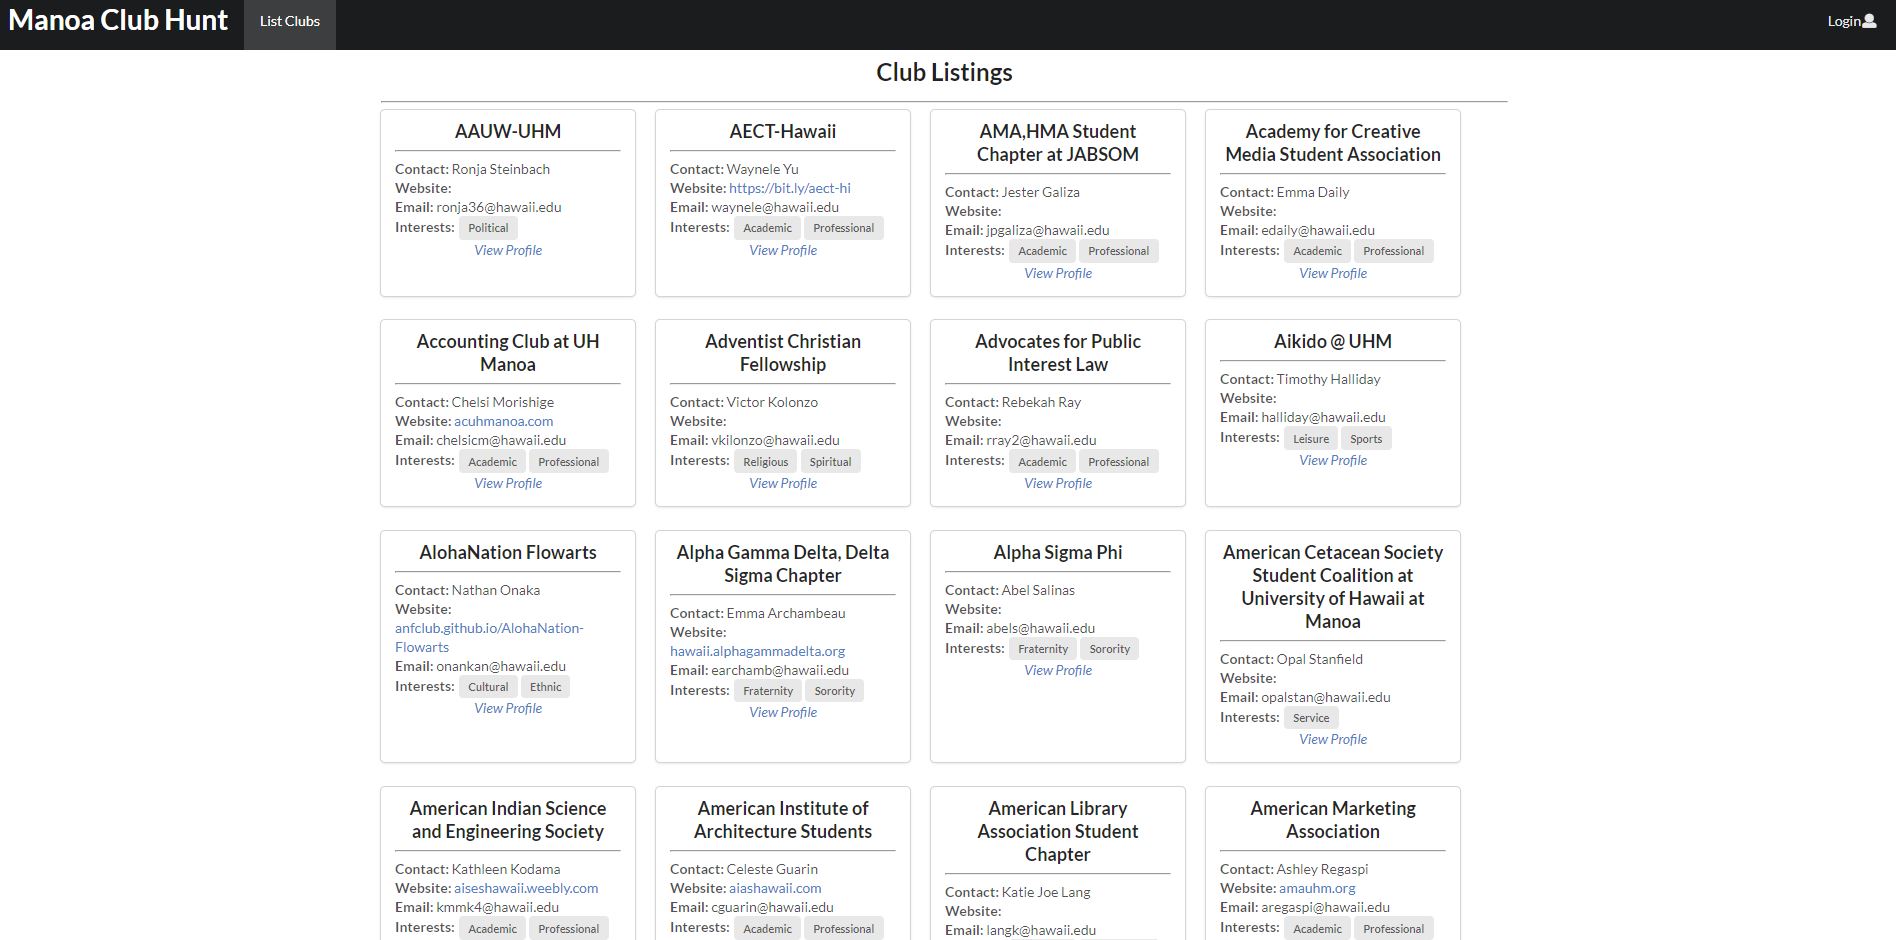 Manoa Club Hunt
List Clubs
Login
Club Listings
AAUW-UHM
Contact: Ronja Steinbach
Website:
Email: ronja36@hawaii.edu
Interests: Political
View Profile
AECT-Hawaii
Contact: Waynele Yu
Website: https://bit.ly/aect-hi
Email: waynele@hawaii.edu
Interests: Academic Professional
View Profile
AMA,HMA Student
Chapter at JABSOM
Contact: Jester Galiza
Website:
Email: jpgaliza@hawaii.edu
Interests: Academic Professional
View Profile
Academy for Creative
Media Student Association
Contact: Emma Daily
Website:
Email: edaily@hawaii.edu
Interests: Academic Professional
View Profile
Accounting Club at UH
Manoa
Contact: Chelsi Morishige
Website: acuhmanoa.com
Email: chelsicm@hawaii.edu
Interests: Academic Professional
View Profile
Adventist Christian
Fellowship
Contact: Victor Kolonzo
Website:
Email: vkilonzo@hawaii.edu
Interests: Religious Spiritual
View Profile
Advocates for Public
Interest Law
Contact: Rebekah Ray
Website:
Email: rray2@hawaii.edu
Interests: Academic Professional
View Profile
Aikido @ UHM
Contact: Timothy Halliday
Website:
Email: halliday@hawaii.edu
Interests: Leisure Sports
View Profile
AlohaNation Flowarts
Contact: Nathan Onaka
Website:
anfclub.github.io/AlohaNation-
Flowarts
Email: onankan@hawaii.edu
Interests: Cultural Ethnic
View Profile
Alpha Gamma Delta, Delta
Sigma Chapter
Contact: Emma Archambeau
Website:
hawaii.alphagammadelta.org
Email: earchamb@hawaii.edu
Interests: Fraternity Sorority
View Profile
Alpha Sigma Phi
Contact: Abel Salinas
Website:
Email: abels@hawaii.edu
Interests: Fraternity Sorority
View Profile
American Cetacean Society
Student Coalition at
University of Hawaii at
Manoa
Contact: Opal Stanfield
Website:
Email: opalstan@hawaii.edu
Interests: Service
View Profile
American Indian Science
and Engineering Society
Contact: Kathleen Kodama
Website: aiseshawaii.weebly.com
Email: kmmk4@hawaii.edu
Interests: Academic Professional
American Institute of
Architecture Students
Contact: Celeste Guarin
Website: aiashawaii.com
Email: cguarin@hawaii.edu
Interests: Academic Professional
American Library
Association Student
Chapter
Contact: Katie Joe Lang
Website:
Email: langk@hawaii.edu
American Marketing
Association
Contact: Ashley Regaspi
Website: amauhm.org
Email: aregaspi@hawaii.edu
Interests: Academic Professional